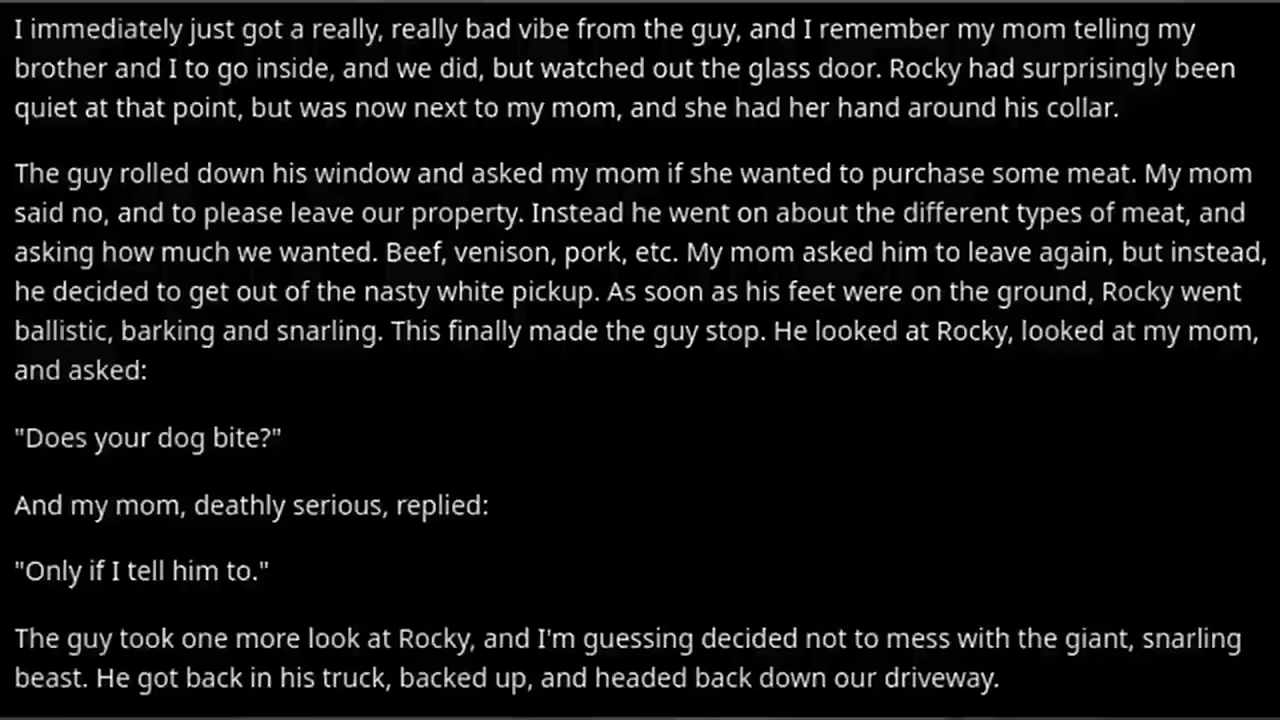 I immediately just got a really, really bad vibe from the guy, and I remember my mom telling my
brother and I to go inside, and we did, but watched out the glass door. Rocky had surprisingly been
quiet at that point, but was now next to my mom, and she had her hand around his collar.
The guy rolled down his window and asked my mom if she wanted to purchase some meat. My mom
said no, and to please leave our property. Instead he went on about the different types of meat, and
asking how much we wanted. Beef, venison, pork, etc. My mom asked him to leave again, but instead,
he decided to get out of the nasty white pickup. As soon as his feet were on the ground, Rocky went
ballistic, barking and snarling. This finally made the guy stop. He looked at Rocky, looked at my mom,
and asked:
"Does your dog bite?"
And my mom, deathly serious, replied:
"Only if I tell him to."
The guy took one more look at Rocky, and I'm guessing decided not to mess with the giant, snarling
beast. He got back in his truck, backed up, and headed back down our driveway.